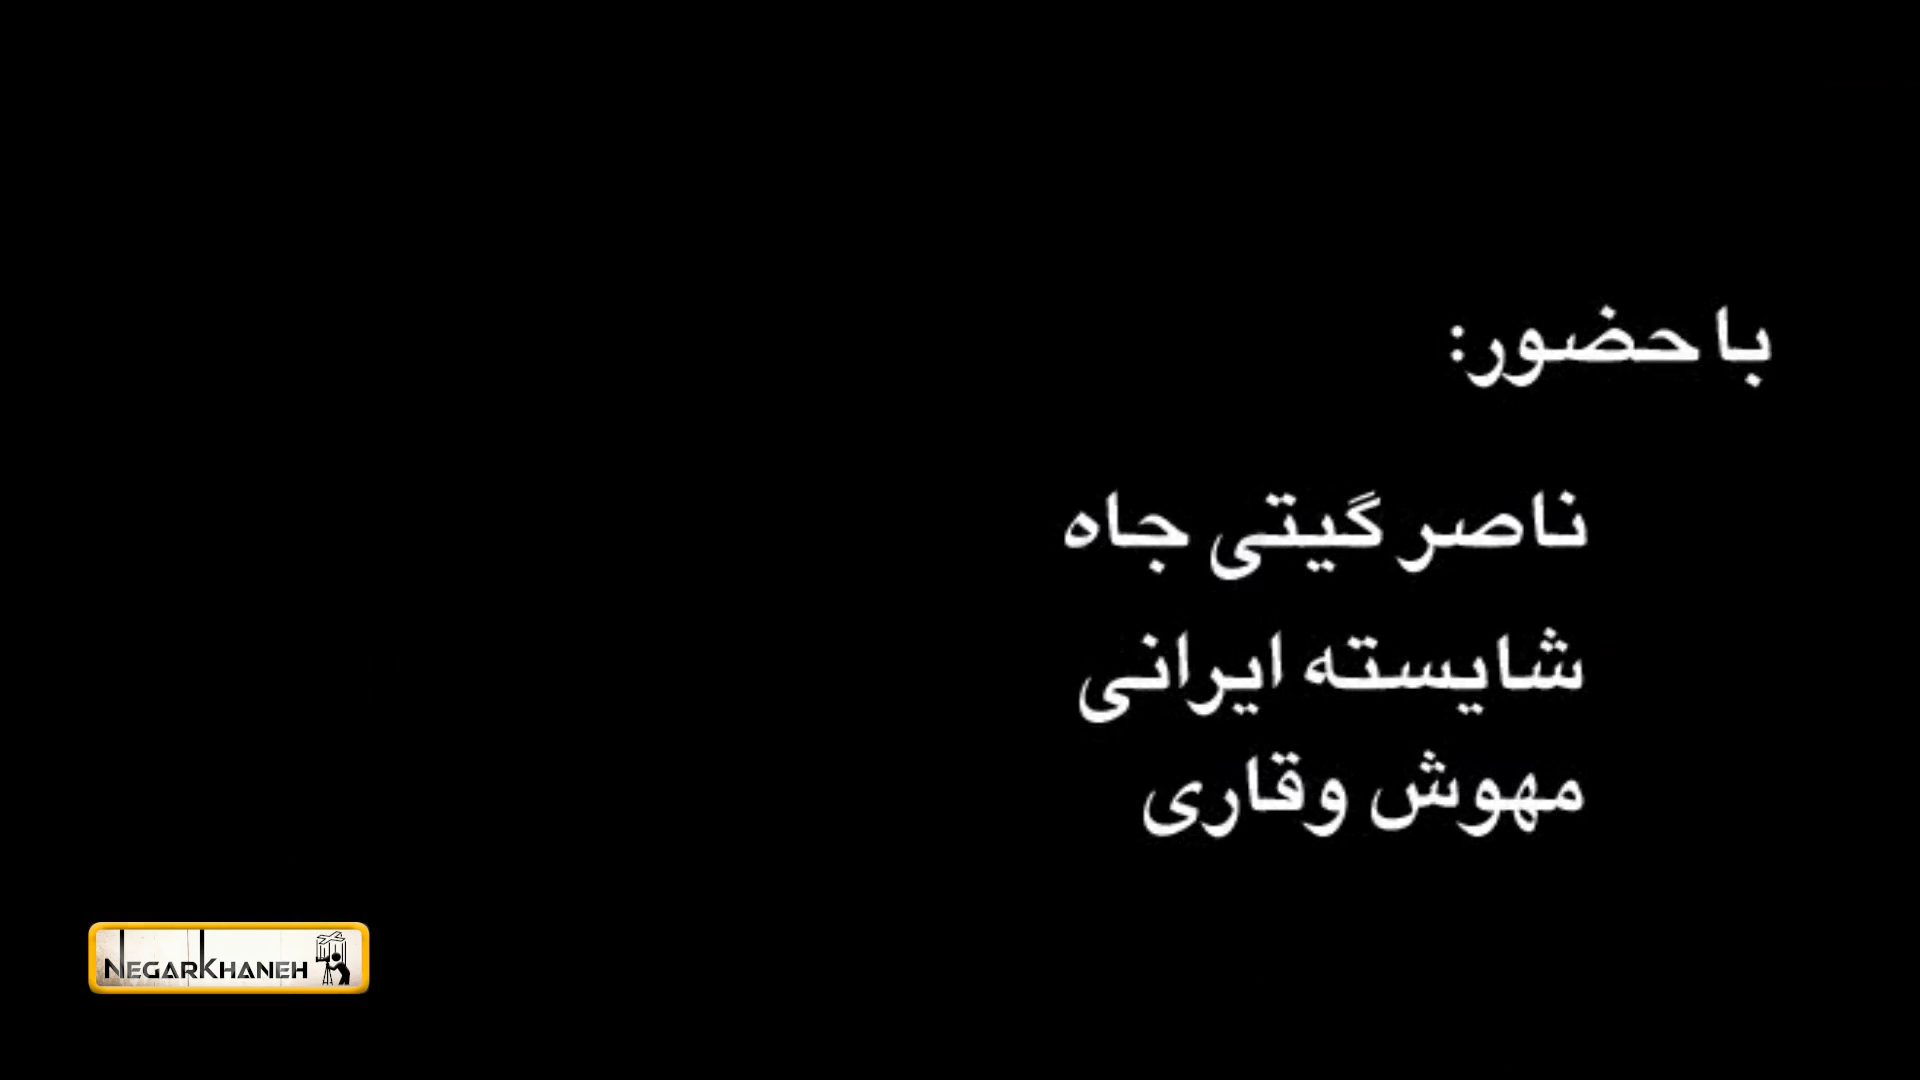 با حضور:
ناصر گیتی جاه
شایسته ایرانی
مهوش وقاری
NEGARKHANEH